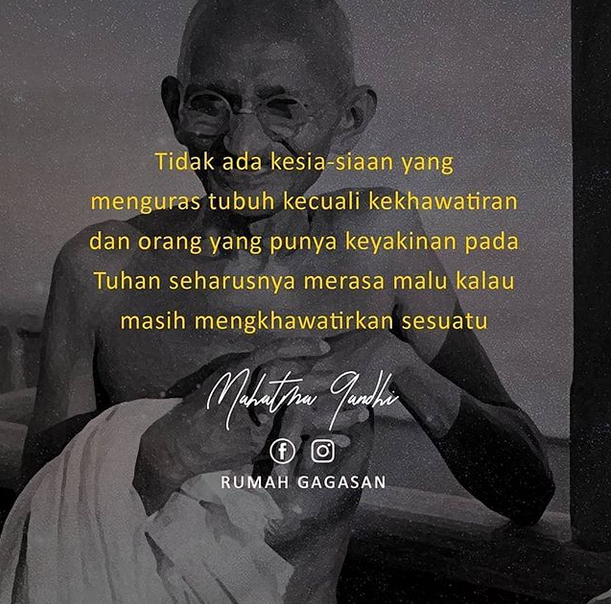 Tidak ada kesia-siaan yang
menguras tubuh kecuali kekhawatiran
dan orang yang punya keyakinan pada
Tuhan seharusnya merasa malu kalau
masih mengkhawatirkan sesuatu
Mahatma Gandhi
RUMAH GAGASAN